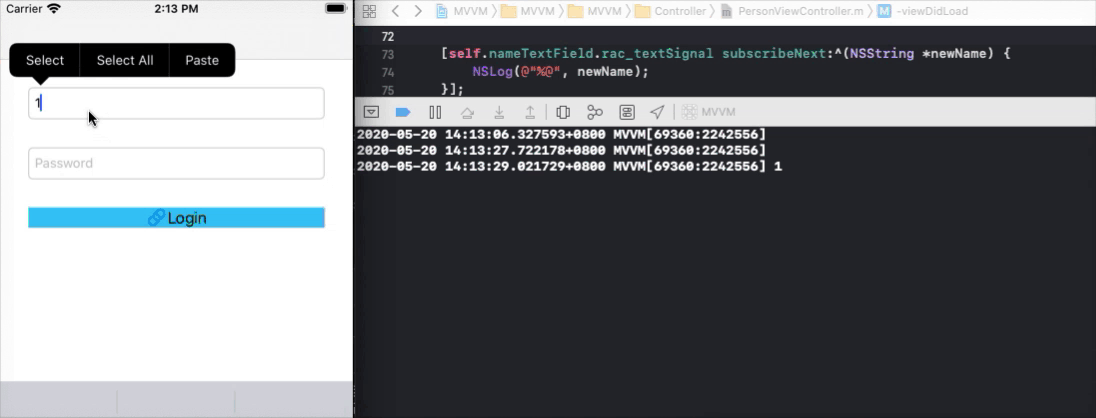 Carrier 2:13 PM
Select Select All Paste
1
Password
Login
MVVM MVVM MVVM Controller PersonViewController.m M -viewDidLoad
72
73 [self.nameTextField.rac_textSignal subscribeNext:^(NSString *newName) {
74 NSLog(@"%@", newName);
75 }];
MVVM
2020-05-20 14:13:06.327593+0800 MVVM[69360:2242556]
2020-05-20 14:13:27.722178+0800 MVVM[69360:2242556]
2020-05-20 14:13:29.021729+0800 MVVM[69360:2242556] 1